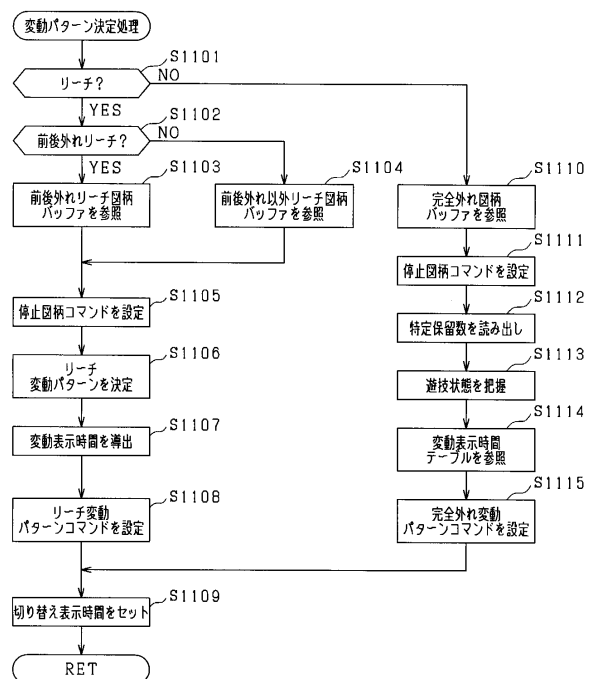 変動パターン決定処理
S1101
リーチ?
NO
YES
S1102
前後外れリーチ?
NO
YES
S1103
前後外れリーチ図柄
バッファを参照
S1104
前後外れ以外リーチ図柄
バッファを参照
S1105
停止図柄コマンドを設定
S1106
リーチ
変動パターンを決定
S1107
変動表示時間を導出
S1108
リーチ変動
パターンコマンドを設定
S1110
完全外れ図柄
バッファを参照
S1111
停止図柄コマンドを設定
S1112
特定保留数を読み出し
S1113
遊技状態を把握
S1114
変動表示時間
テーブルを参照
S1115
完全外れ変動
パターンコマンドを設定
S1109
切り替え表示時間をセット
RET